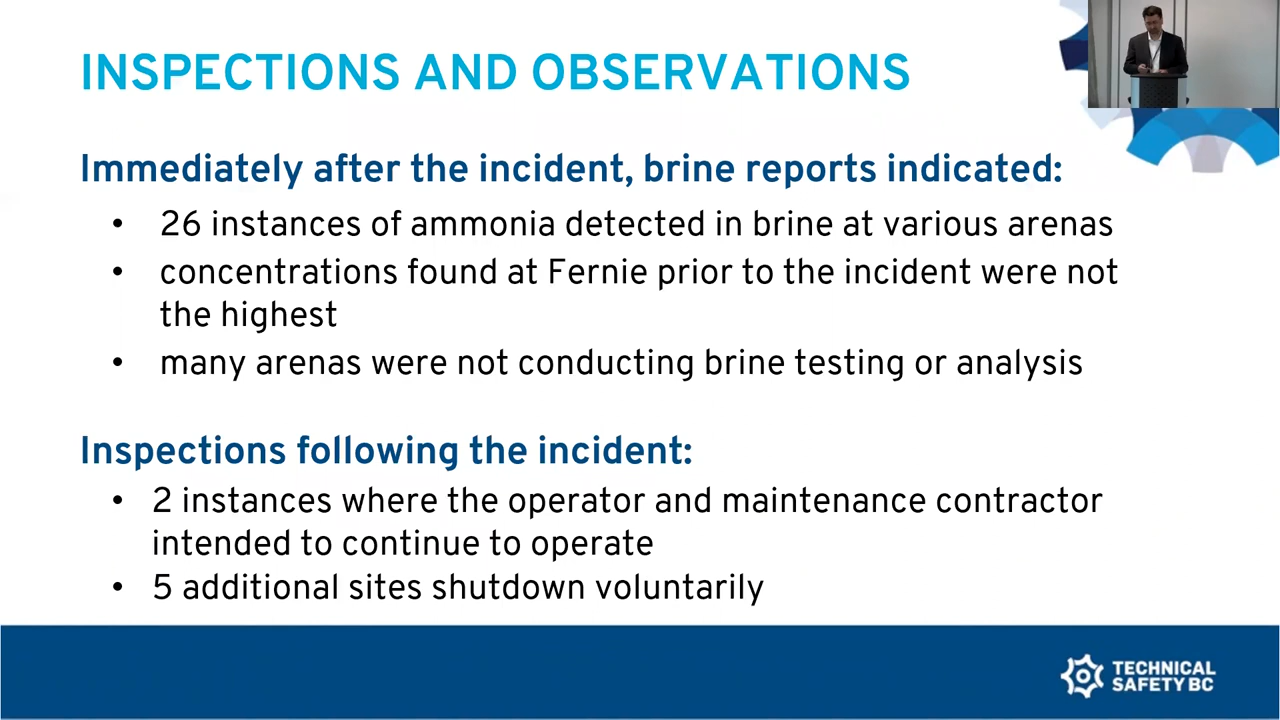 INSPECTIONS AND OBSERVATIONS
Immediately after the incident, brine reports indicated:
• 26 instances of ammonia detected in brine at various arenas
• concentrations found at Fernie prior to the incident were not
the highest
• many arenas were not conducting brine testing or analysis
Inspections following the incident:
• 2 instances where the operator and maintenance contractor
intended to continue to operate
• 5 additional sites shutdown voluntarily
TECHNICAL
SAFETY BC